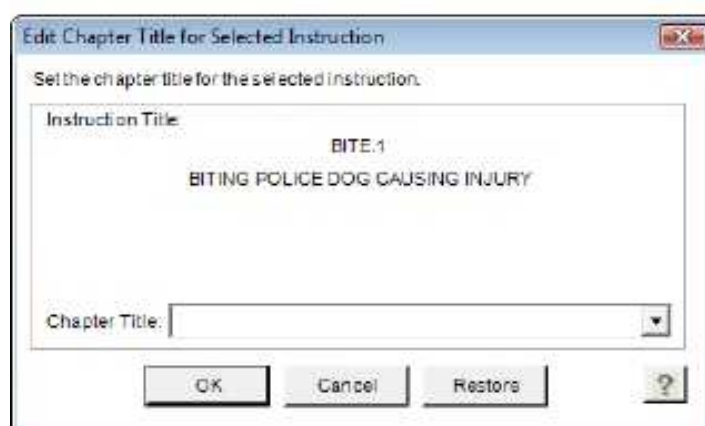 Edit Chapter Title for Selected Instruction
Set the chapter title for the selected instruction.
Instruction Title
BITE.1
BITING POLICE DOG CAUSING INJURY
Chapter Title:
OK Cancel Restore ?